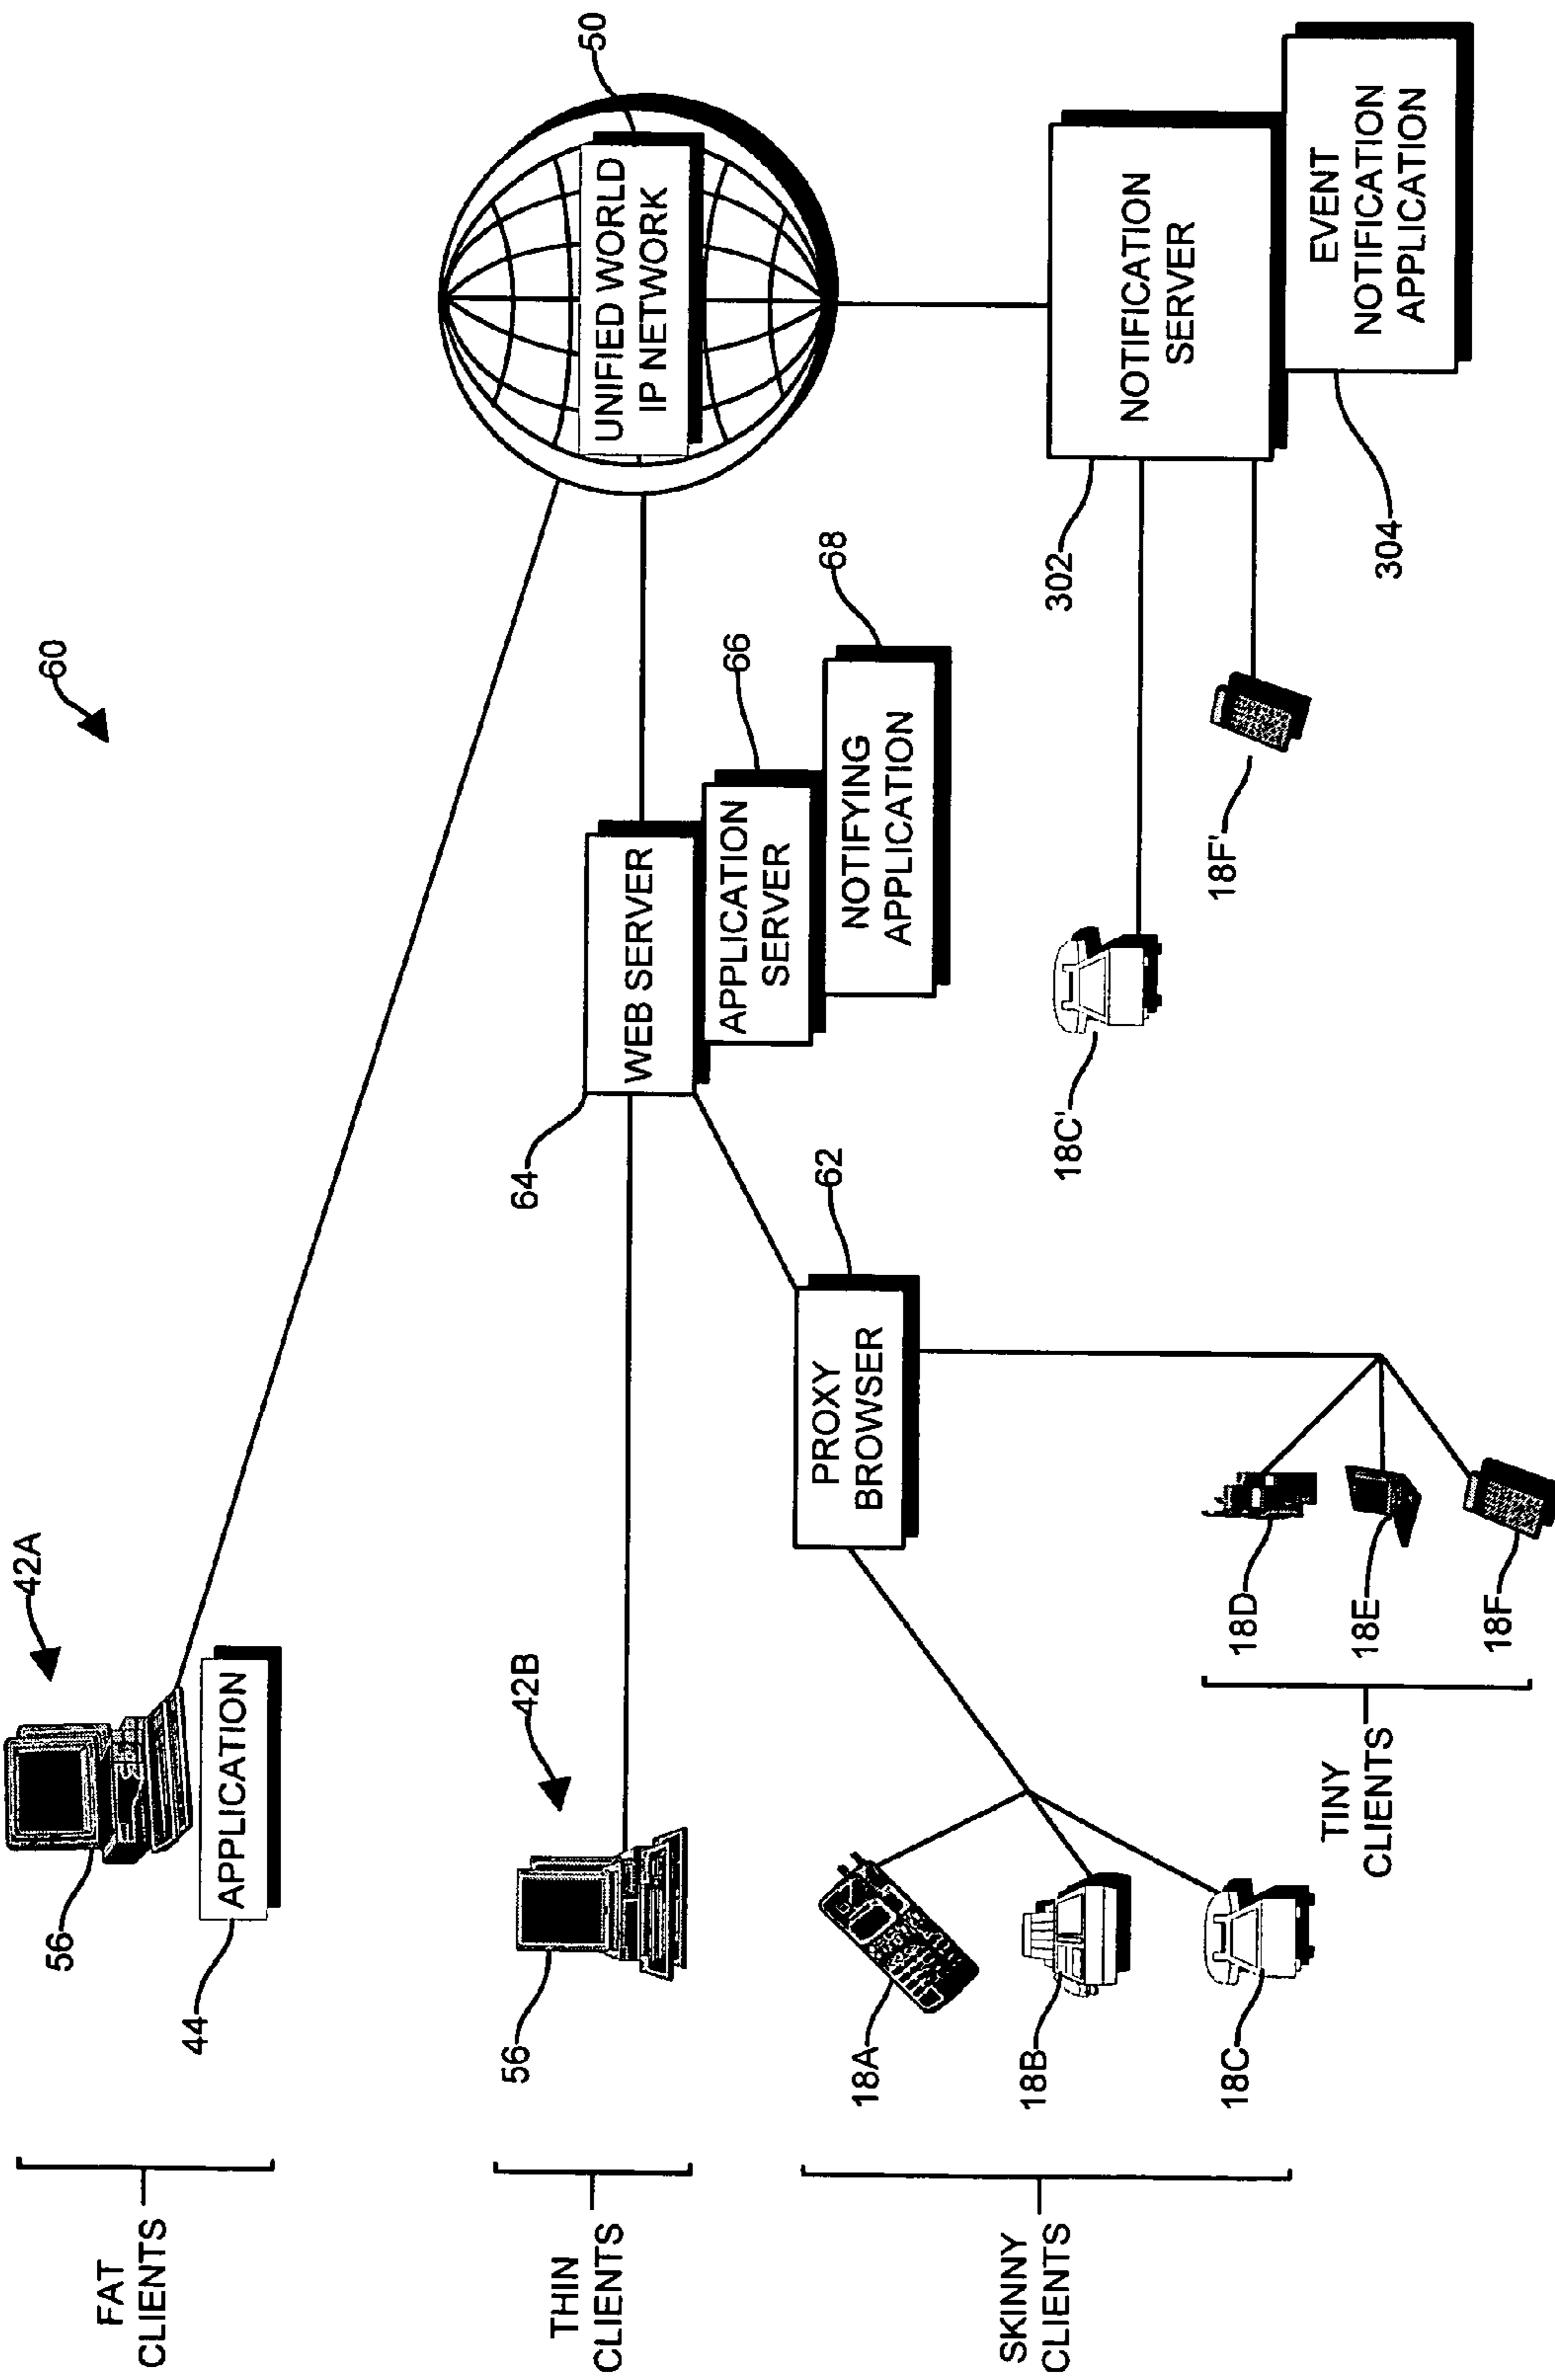 60
FAT
CLIENTS
42A
56
APPLICATION
44
THIN
CLIENTS
42B
56
SKINNY
CLIENTS
18A
18B
18C
TINY
CLIENTS
18D
18E
18F
PROXY
BROWSER
62
WEB SERVER
64
APPLICATION
SERVER
66
NOTIFYING
APPLICATION
68
UNIFIED WORLD
IP NETWORK
50
18C'
18F'
NOTIFICATION
SERVER
302
EVENT
NOTIFICATION
APPLICATION
304